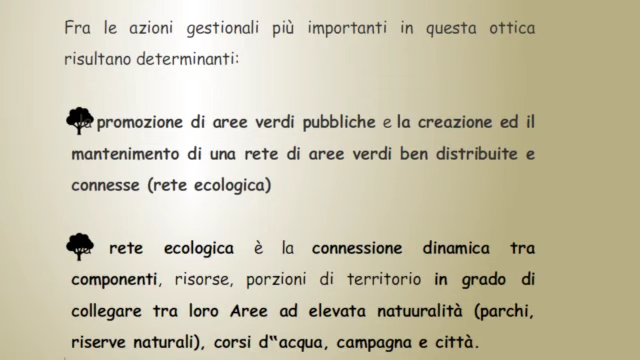 Fra le azioni gestionali più importanti in questa ottica
risultano determinanti:
la promozione di aree verdi pubbliche e la creazione ed il
mantenimento di una rete di aree verdi ben distribuite e
connesse (rete ecologica)
rete ecologica è la connessione dinamica tra
componenti, risorse, porzioni di territorio in grado di
collegare tra loro Aree ad elevata natuuralità (parchi,
riserve naturali), corsi d‟acqua, campagna e città.